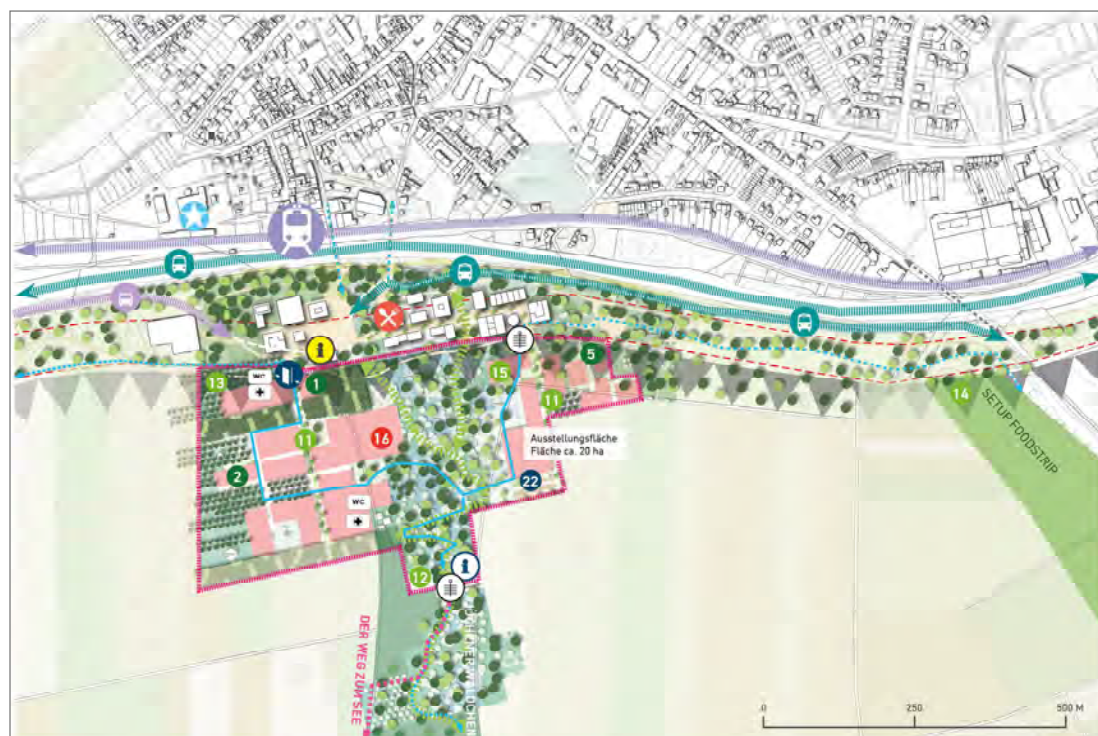 13
WC
1
15
5
11
14
SETUP FOODSTRIP
11
16
Ausstellungsfläche
Fläche ca. 20 ha
2
22
WC
12
DER WEG ZUM SEE
0
250
500 M